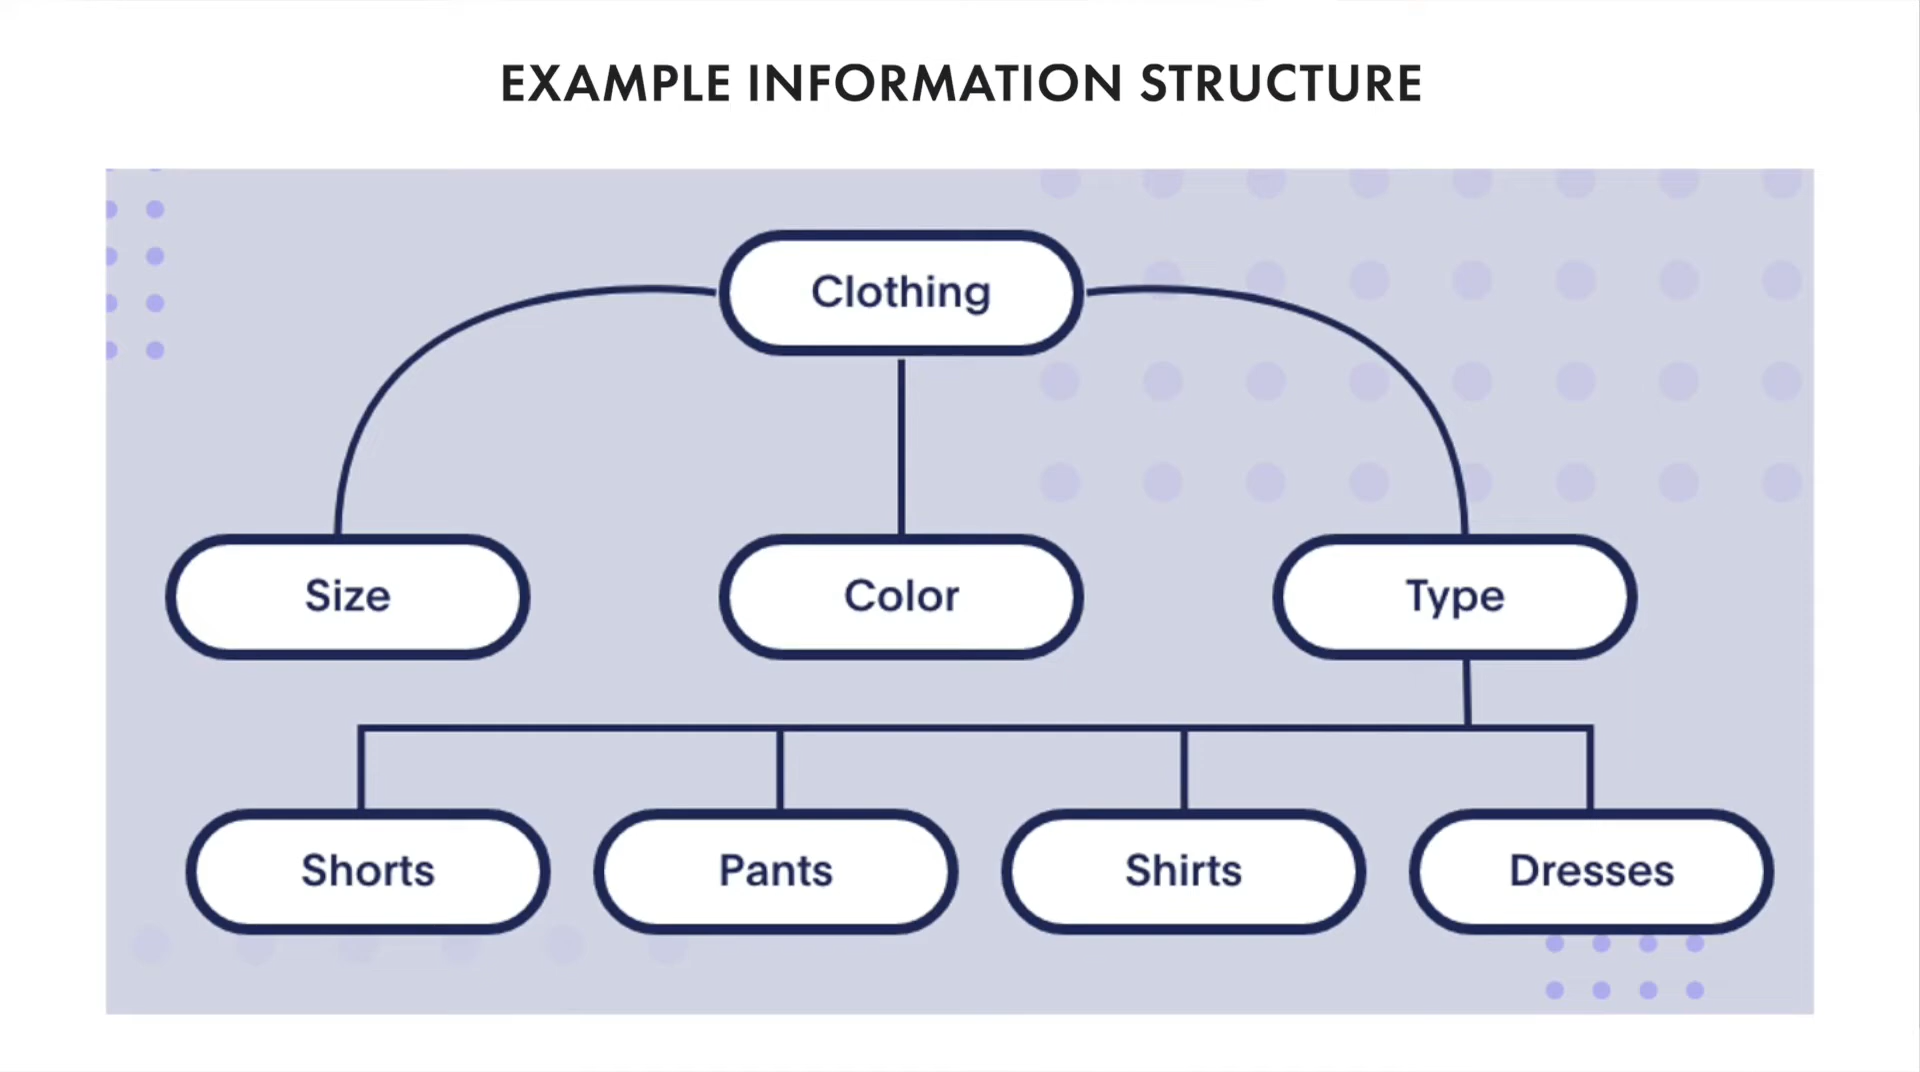 EXAMPLE INFORMATION STRUCTURE
Clothing
Size
Color
Type
Shorts
Pants
Shirts
Dresses